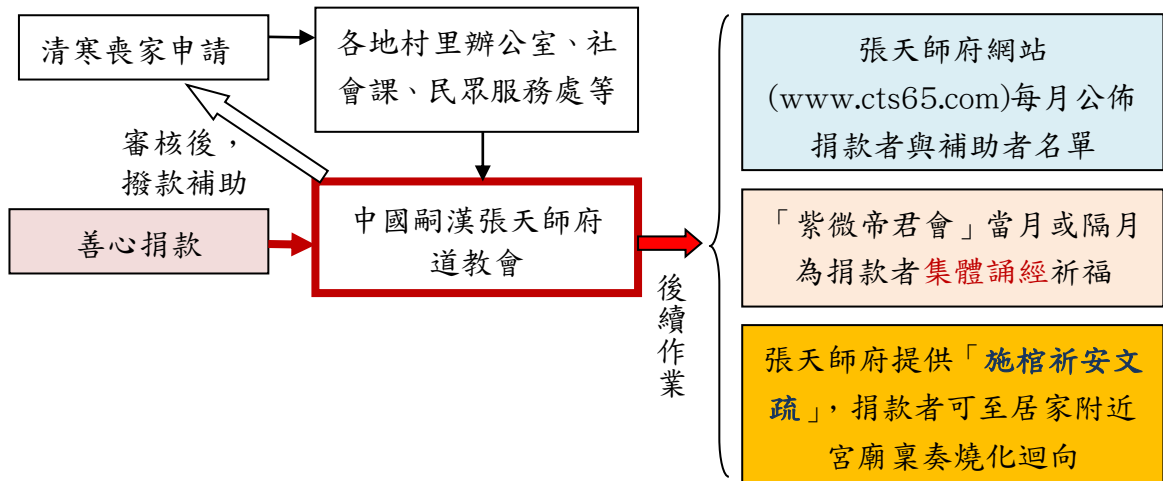 清寒喪家申請
各地村里辦公室、社
會課、民眾服務處等
審核後，
撥款補助
善心捐款
中國嗣漢張天師府
道教會
後續作業
張天師府網站
(www.cts65.com)每月公佈
捐款者與補助者名單
「紫微帝君會」當月或隔月
為捐款者集體誦經祈福
張天師府提供「施棺祈安文
疏」，捐款者可至居家附近
宮廟稟奏燒化迴向